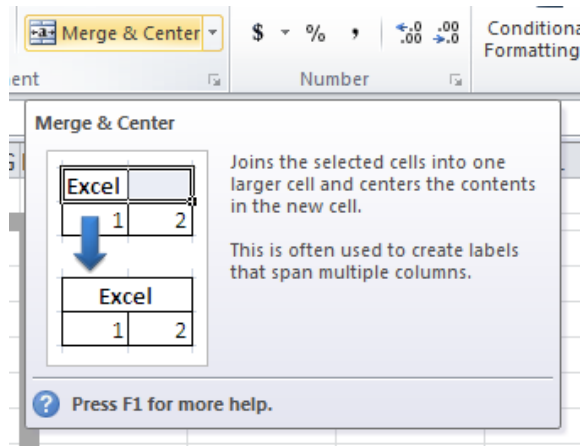 Merge & Center
$ % , .00 .00
Conditiona
Formatting
ent
Number
Merge & Center
G
Joins the selected cells into one
Excel
larger cell and centers the contents
in the new cell.
1 2
This is often used to create labels
that span multiple columns.
Excel
1 2
Press F1 for more help.